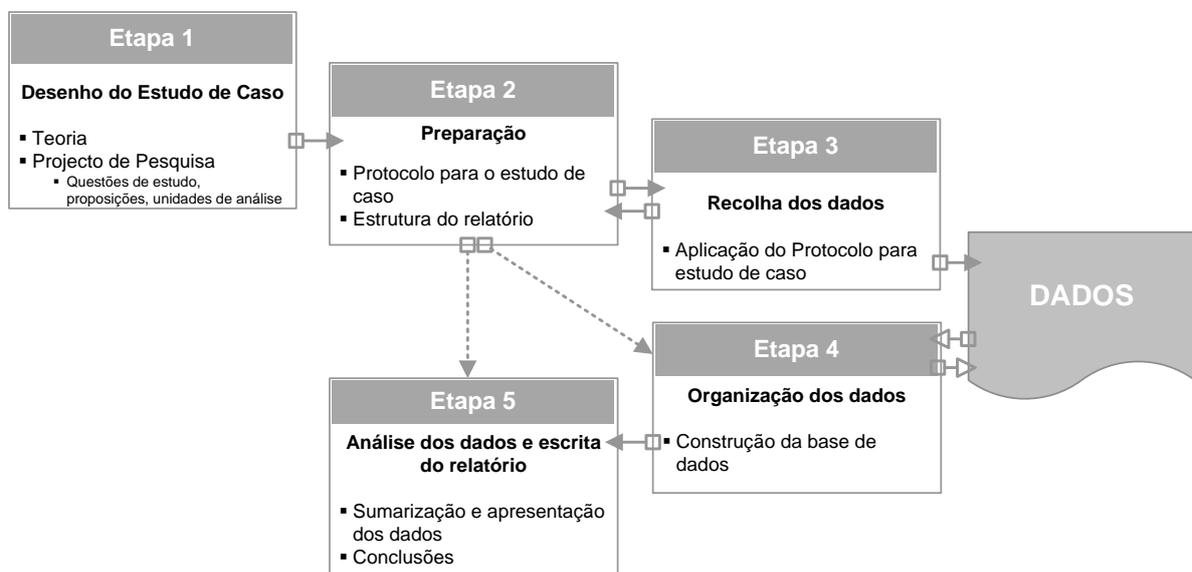 Etapa 1
Desenho do Estudo de Caso
▪ Teoria
▪ Projecto de Pesquisa
▪ Questões de estudo,
proposições, unidades de análise
Etapa 2
Preparação
▪ Protocolo para o estudo de
caso
▪ Estrutura do relatório
Etapa 3
Recolha dos dados
▪ Aplicação do Protocolo para
estudo de caso
DADOS
Etapa 4
Organização dos dados
▪ Construção da base de
dados
Etapa 5
Análise dos dados e escrita
do relatório
▪ Sumarização e apresentação
dos dados
▪ Conclusões